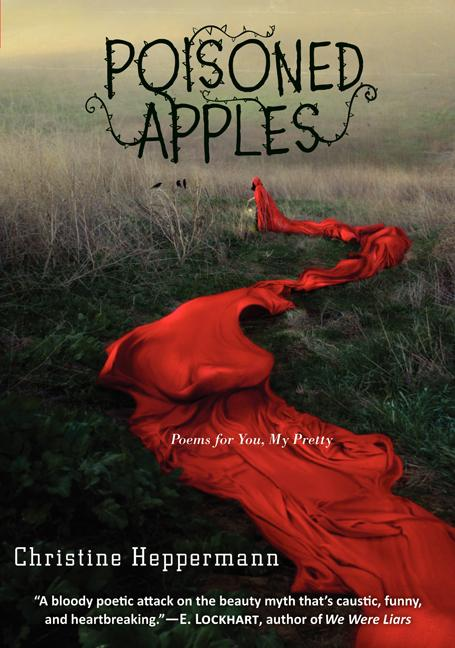 POISONED
APPLES
Poems for You, My Pretty
Christine Heppermann
“A bloody poetic attack on the beauty myth that’s caustic, funny,
and heartbreaking.”—E. LOCKHART, author of We Were Liars